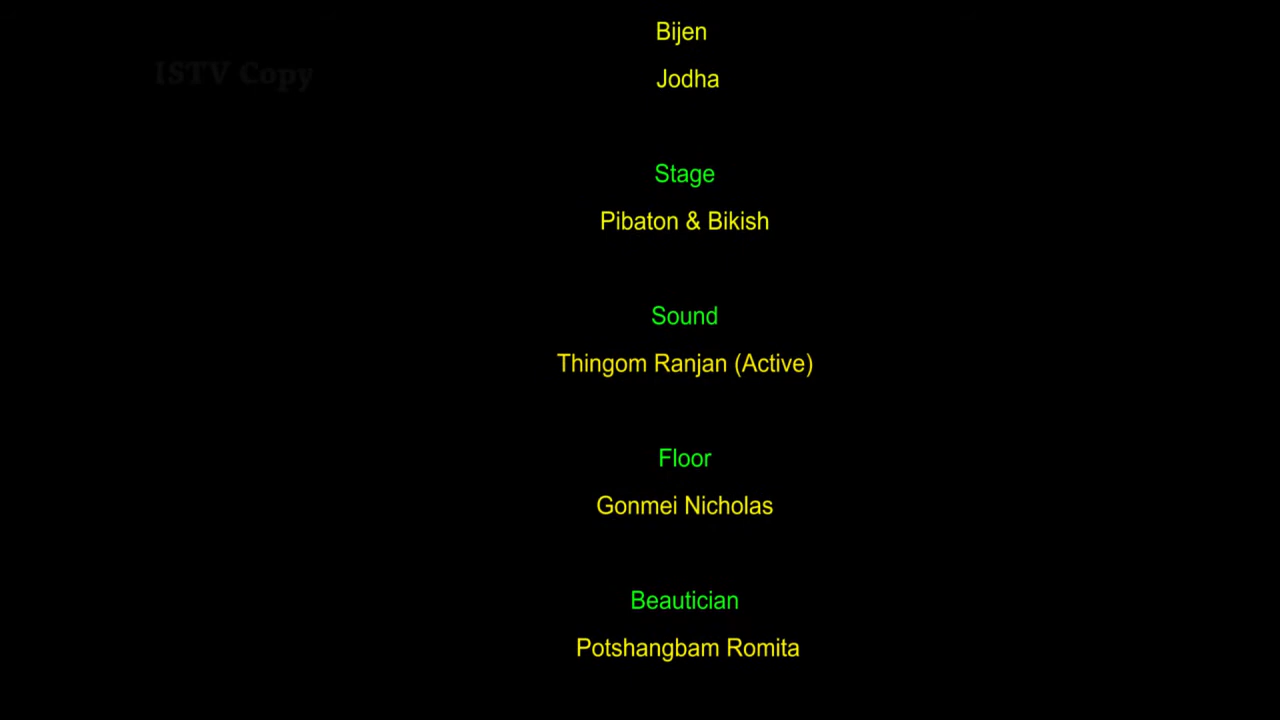 Bijen
ISTV Copy
Jodha
Stage
Pibaton & Bikish
Sound
Thingom Ranjan (Active)
Floor
Gonmei Nicholas
Beautician
Potshangbam Romita